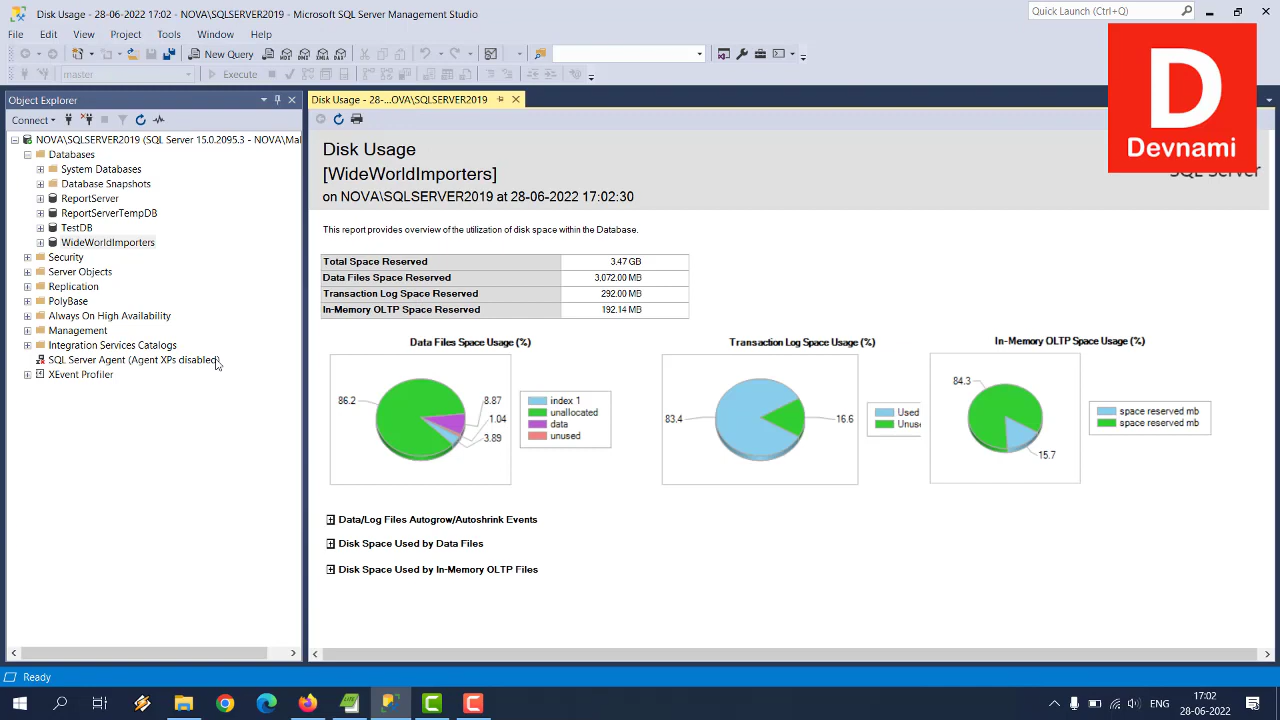 Disk Usage - 28-06-2022 17:02 - NOVA\SQLSERVER2019 - Microsoft SQL Server Management Studio
Quick Launch (Ctrl+Q)
File Edit View Project Tools Window Help
New Query
master
Execute
D
Devnami
Object Explorer
Disk Usage - 28-...OVA\SQLSERVER2019
Connect
NOVA\SQLSERVER2019 (SQL Server 15.0.2095.3 - NOVA\Mal
Databases
System Databases
Database Snapshots
ReportServer
ReportServerTempDB
TestDB
WideWorldImporters
Security
Server Objects
Replication
PolyBase
Always On High Availability
Management
Integration Services Catalogs
SQL Server Agent (Agent XPs disabled)
XEvent Profiler
Disk Usage
[WideWorldImporters]
on NOVA\SQLSERVER2019 at 28-06-2022 17:02:30
SQL Server
This report provides overview of the utilization of disk space within the Database.
Total Space Reserved 3.47 GB
Data Files Space Reserved 3,072.00 MB
Transaction Log Space Reserved 292.00 MB
In-Memory OLTP Space Reserved 192.14 MB
Data Files Space Usage (%)
86.2
8.87
1.04
3.89
index 1
unallocated
data
unused
Transaction Log Space Usage (%)
83.4
16.6
Used
Unuse
In-Memory OLTP Space Usage (%)
84.3
15.7
space reserved mb
space reserved mb
Data/Log Files Autogrow/Autoshrink Events
Disk Space Used by Data Files
Disk Space Used by In-Memory OLTP Files
Ready
ENG
17:02
28-06-2022